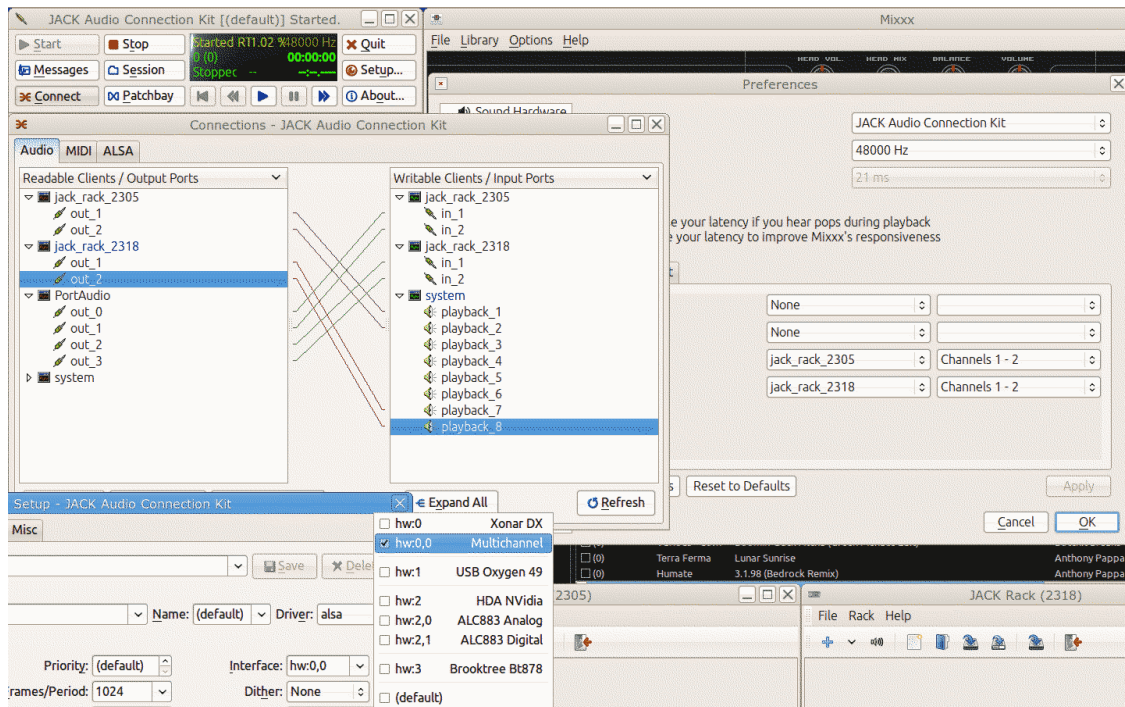 JACK Audio Connection Kit [(default)] Started.
Start
Stop
Started RT 1.02 % 48000 Hz
Quit
0 (0)
00:00:00
Messages
Session
Stopped -- --:--.----
Setup...
Connect
Patchbay
About...
Mixxx
File Library Options Help
HEAD VOL. HEAD MIX BALANCE VOLUME
Preferences
Sound Hardware
JACK Audio Connection Kit
48000 Hz
21 ms
e your latency if you hear pops during playback
e your latency to improve Mixxx's responsiveness
None
None
jack_rack_2305 Channels 1 - 2
jack_rack_2318 Channels 1 - 2
Reset to Defaults
Apply
Cancel
OK
Connections - JACK Audio Connection Kit
Audio MIDI ALSA
Readable Clients / Output Ports
jack_rack_2305
out_1
out_2
jack_rack_2318
out_1
out_2
PortAudio
out_0
out_1
out_2
out_3
system
Writable Clients / Input Ports
jack_rack_2305
in_1
in_2
jack_rack_2318
in_1
in_2
system
playback_1
playback_2
playback_3
playback_4
playback_5
playback_6
playback_7
playback_8
Expand All
Refresh
Setup - JACK Audio Connection Kit
Misc
Save
Dele
Name: (default)
Driver: alsa
Priority: (default)
Interface: hw:0,0
rames/Period: 1024
Dither: None
hw:0 Xonar DX
hw:0,0 Multichannel
hw:1 USB Oxygen 49
hw:2 HDA NVidia
hw:2,0 ALC883 Analog
hw:2,1 ALC883 Digital
hw:3 Brooktree Bt878
(default)
(0) Terra Ferma Lunar Sunrise Anthony Pappa
(0) Humate 3.1.98 (Bedrock Remix) Anthony Pappa
2305)
JACK Rack (2318)
File Rack Help